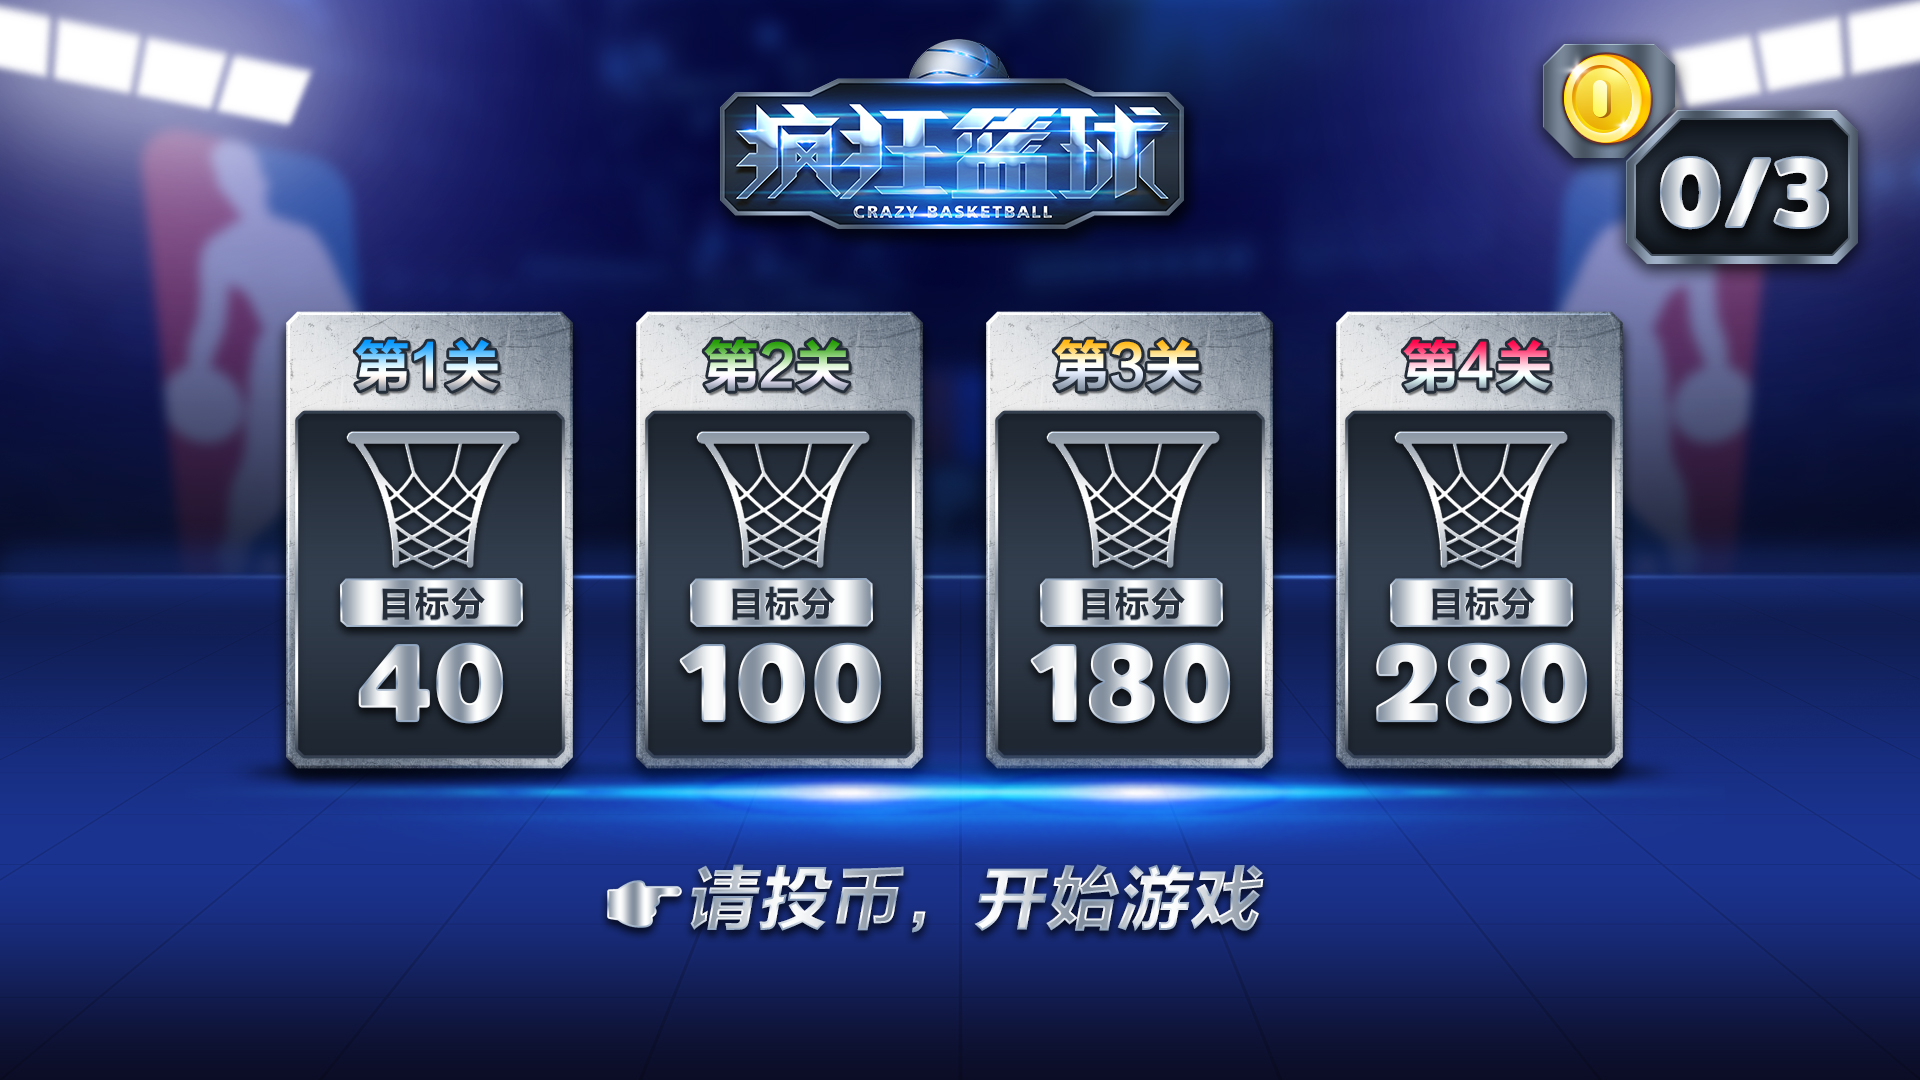 疯狂篮球
CRAZY BASKETBALL
0/3
第1关
目标分
40
第2关
目标分
100
第3关
目标分
180
第4关
目标分
280
请投币，开始游戏